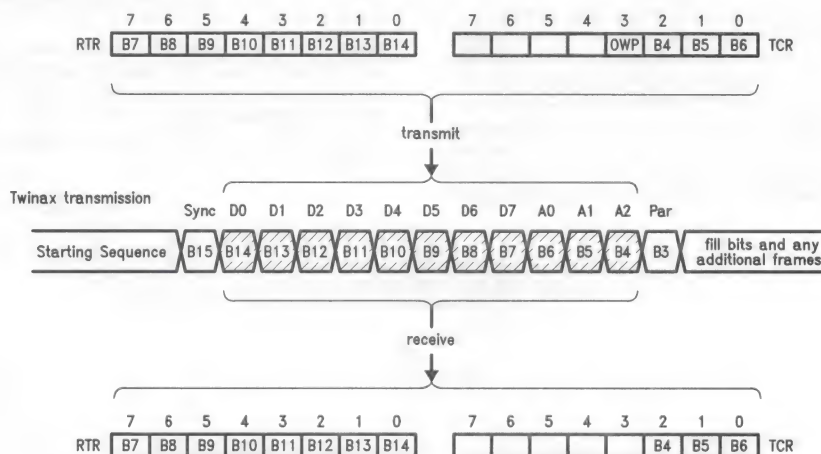 7 6 5 4 3 2 1 0 7 6 5 4 3 2 1 0
RTR B7 B8 B9 B10 B11 B12 B13 B14 OWP B4 B5 B6 TCR
transmit
Twinax transmission
Sync D0 D1 D2 D3 D4 D5 D6 D7 A0 A1 A2 Par
Starting Sequence B15 B14 B13 B12 B11 B10 B9 B8 B7 B6 B5 B4 B3 fill bits and any
additional frames
receive
7 6 5 4 3 2 1 0 7 6 5 4 3 2 1 0
RTR B7 B8 B9 B10 B11 B12 B13 B14 B4 B5 B6 TCR